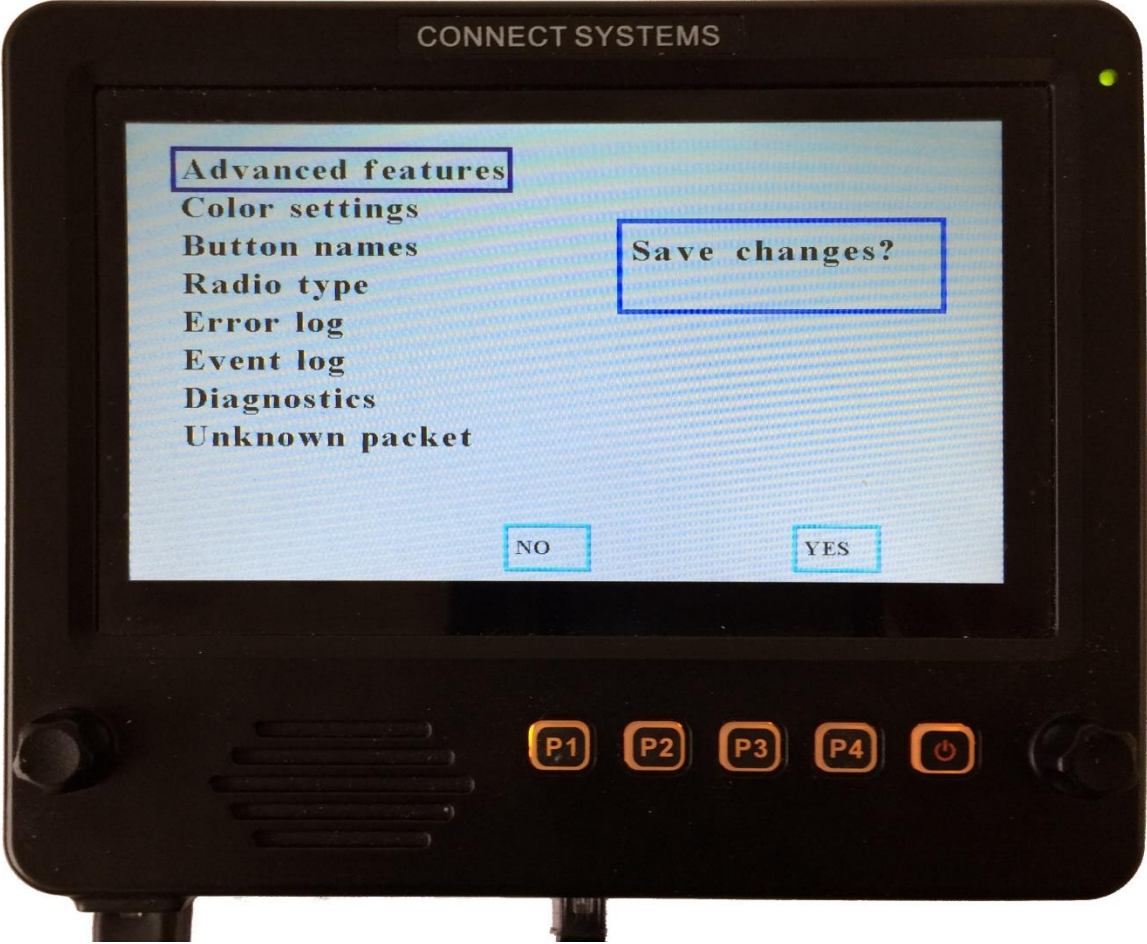 CONNECT SYSTEMS
Advanced features
Color settings
Button names
Radio type
Error log
Event log
Diagnostics
Unknown packet
Save changes?
NO
YES
P1
P2
P3
P4